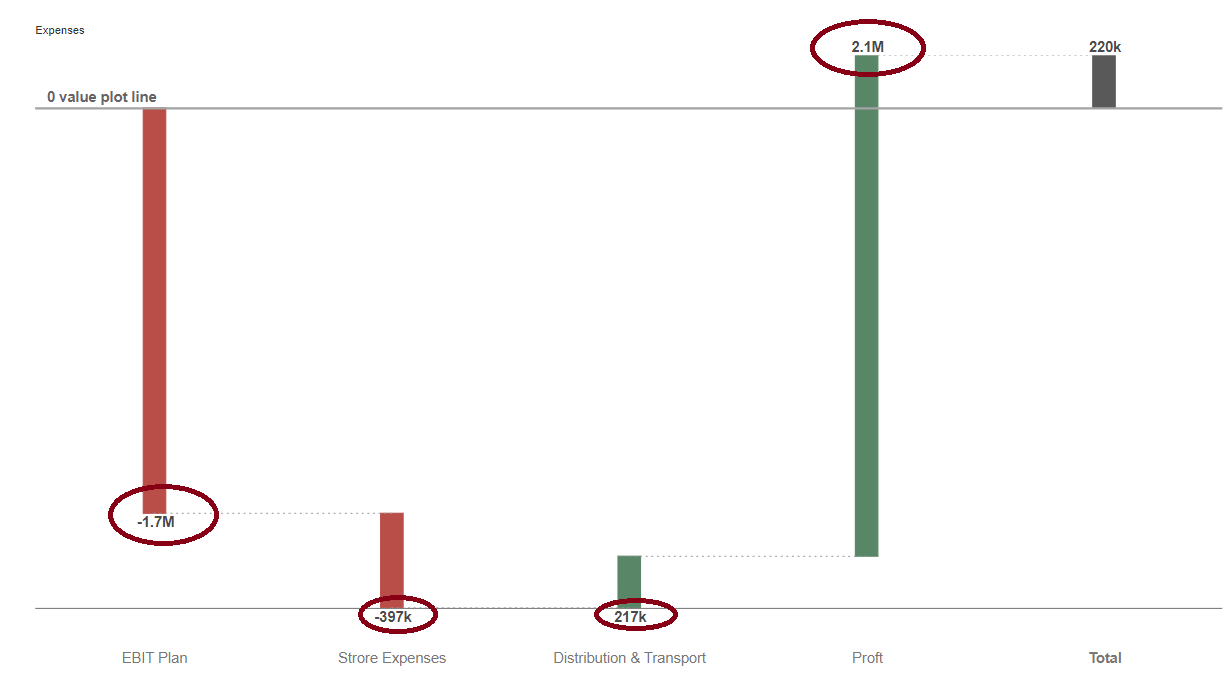 Expenses
2.1M
220k
0 value plot line
-1.7M
-397k
217k
EBIT Plan
Strore Expenses
Distribution & Transport
Proft
Total